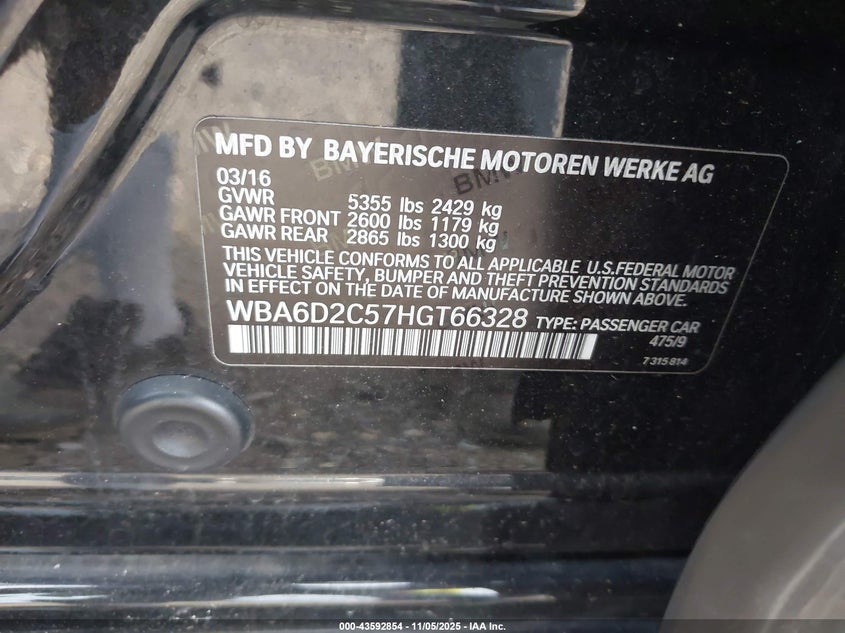 MFD BY BAYERISCHE MOTOREN WERKE AG
03/16
GVWR 5355 lbs 2429 kg
GAWR FRONT 2600 lbs 1179 kg
GAWR REAR 2865 lbs 1300 kg
THIS VEHICLE CONFORMS TO ALL APPLICABLE U.S.FEDERAL MOTOR
VEHICLE SAFETY, BUMPER AND THEFT PREVENTION STANDARDS
IN EFFECT ON THE DATE OF MANUFACTURE SHOWN ABOVE.
WBA6D2C57HGT66328 TYPE: PASSENGER CAR
475/9
7 315 814
000-43592854 - 11/05/2025 - IAA Inc.